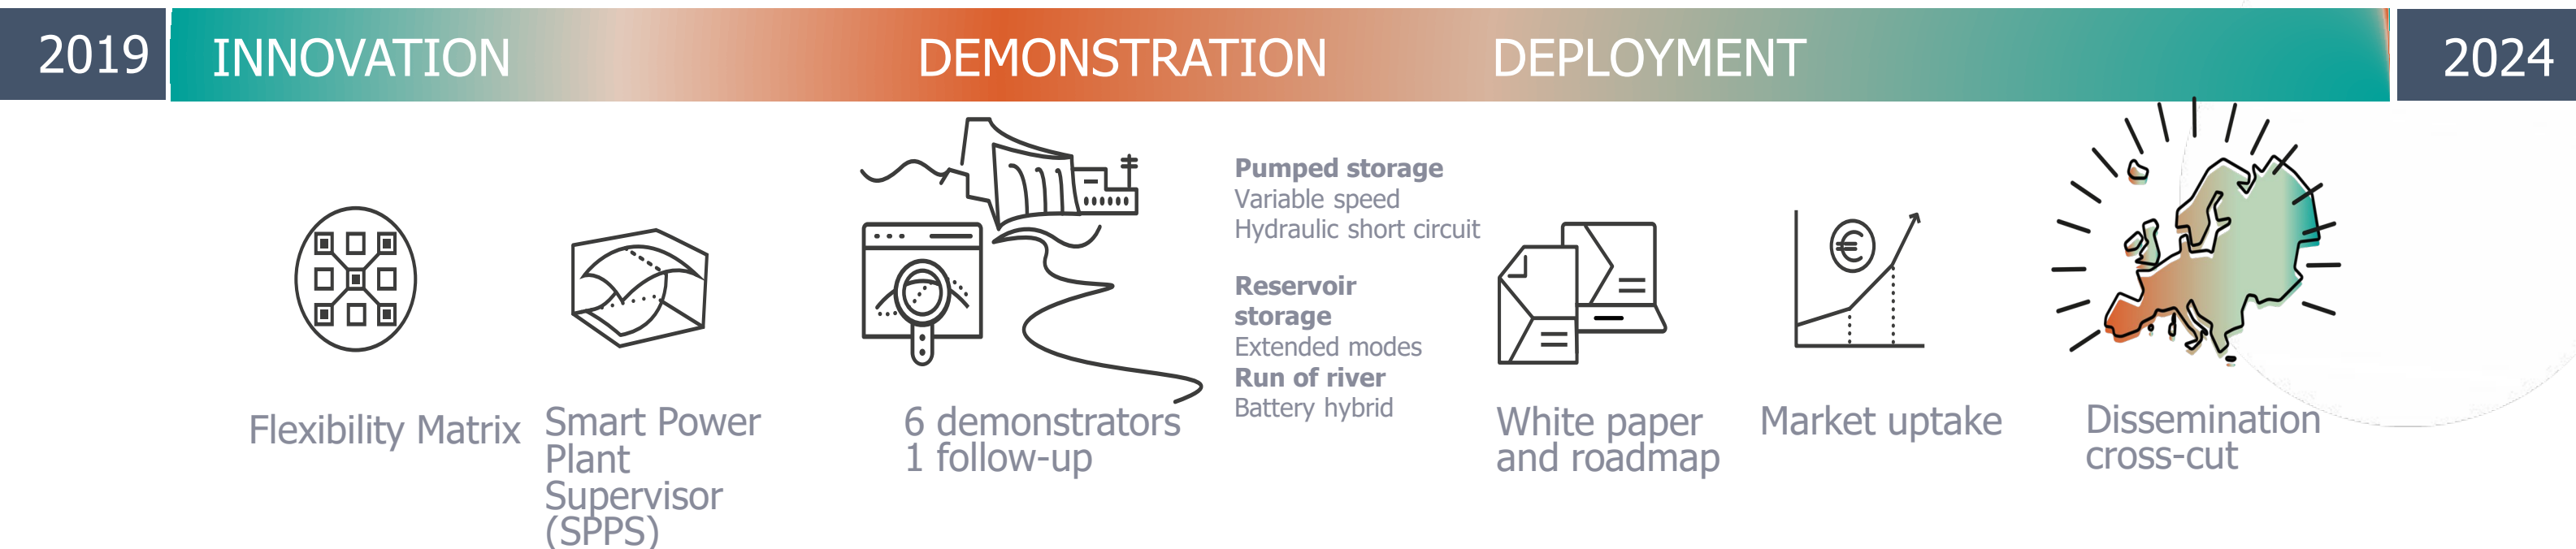 2019
INNOVATION
DEMONSTRATION
DEPLOYMENT
2024
Flexibility Matrix
Smart Power
Plant
Supervisor
(SPPS)
6 demonstrators
1 follow-up
Pumped storage
Variable speed
Hydraulic short circuit
Reservoir
storage
Extended modes
Run of river
Battery hybrid
White paper
and roadmap
€
Market uptake
Dissemination
cross-cut